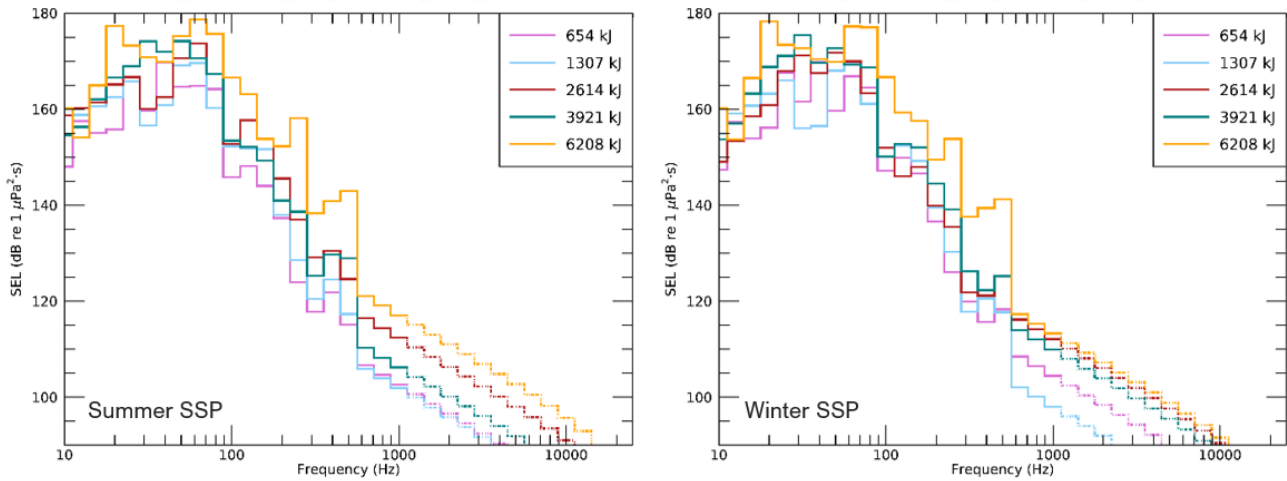 180
160
140
120
100
SEL (dB re 1 μPa²·s)
654 kJ
1307 kJ
2614 kJ
3921 kJ
6208 kJ
Summer SSP
10
100
1000
10000
Frequency (Hz)
180
160
140
120
100
SEL (dB re 1 μPa²·s)
654 kJ
1307 kJ
2614 kJ
3921 kJ
6208 kJ
Winter SSP
10
100
1000
10000
Frequency (Hz)